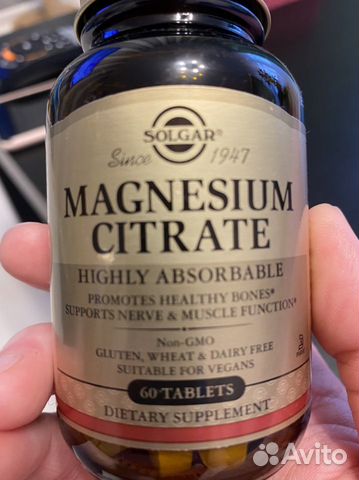 SOLGAR®
Since 1947
MAGNESIUM
CITRATE
HIGHLY ABSORBABLE
PROMOTES HEALTHY BONES*
SUPPORTS NERVE & MUSCLE FUNCTION*
Non-GMO
GLUTEN, WHEAT & DAIRY FREE
SUITABLE FOR VEGANS
60 TABLETS
DIETARY SUPPLEMENT
Avito